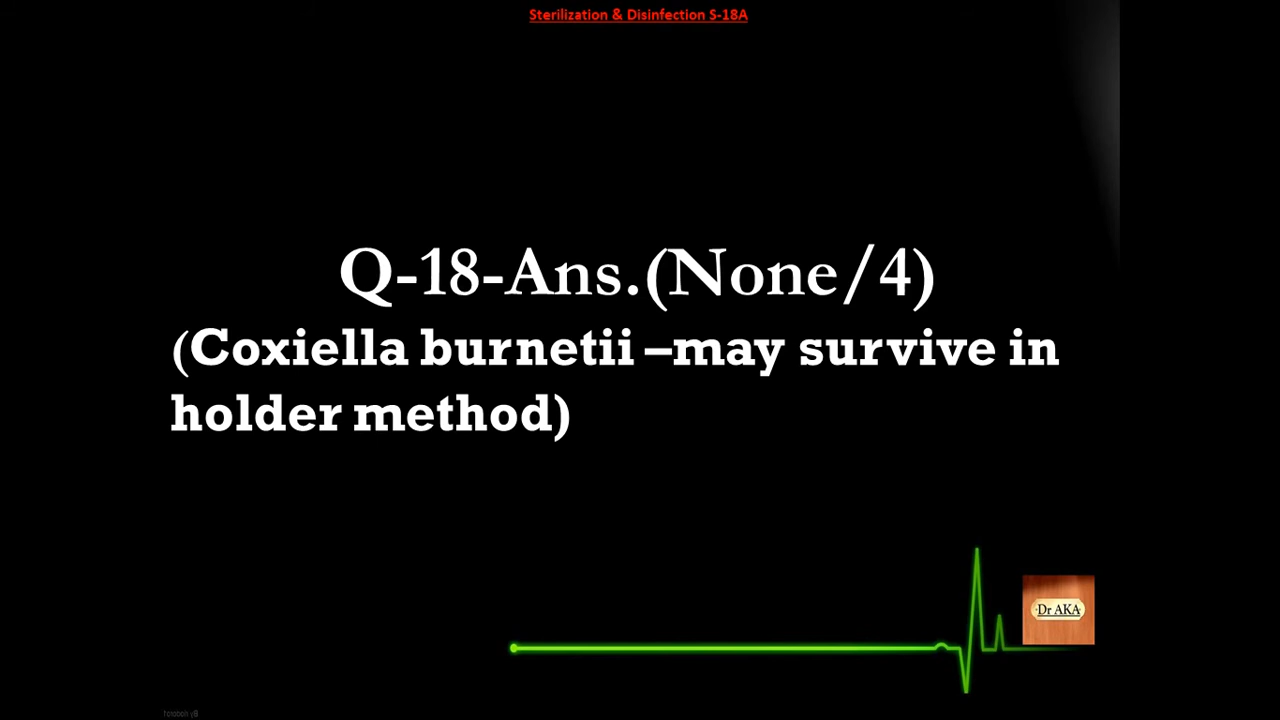 Sterilization & Disinfection S-18A
Q-18-Ans.(None/4)
(Coxiella burnetii –may survive in
holder method)
Dr AKA